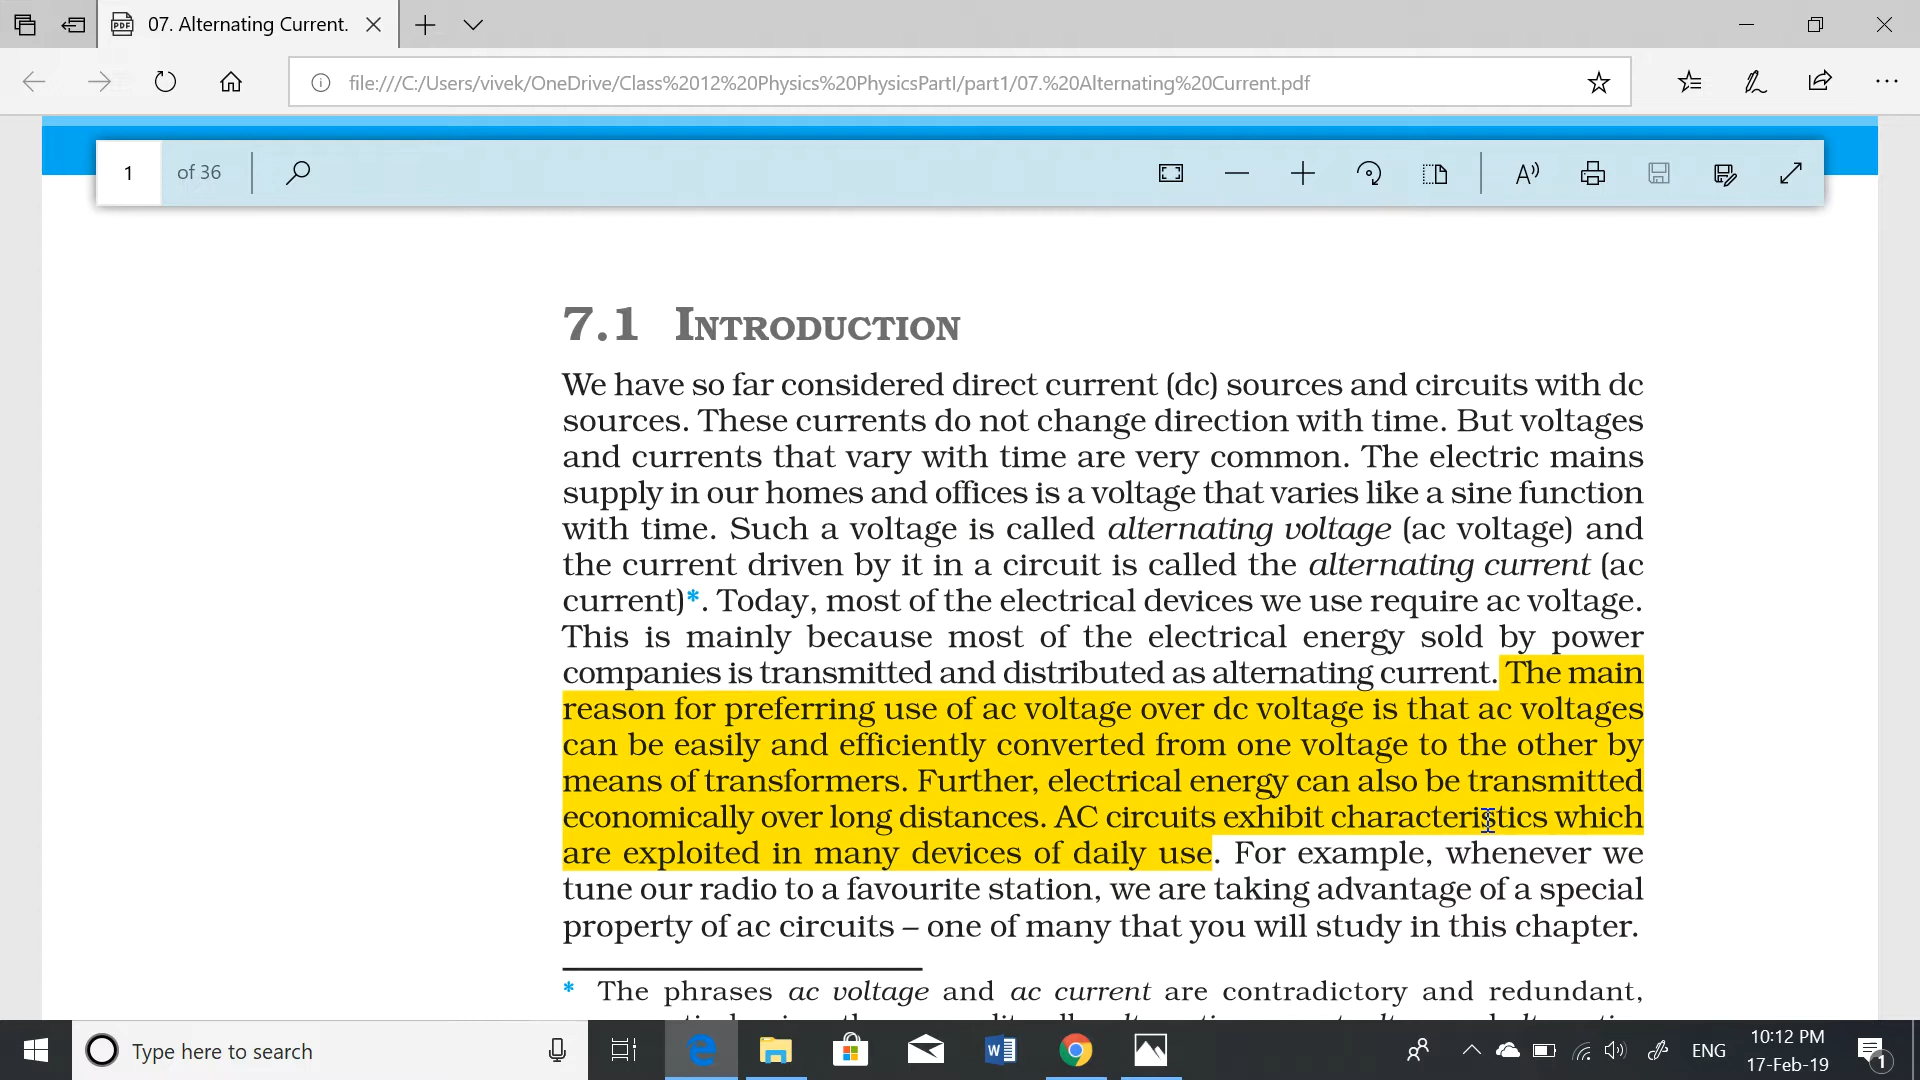 07. Alternating Current.
file:///C:/Users/vivek/OneDrive/Class%2012%20Physics%20PhysicsPartI/part1/07.%20Alternating%20Current.pdf
1 of 36
7.1 INTRODUCTION
We have so far considered direct current (dc) sources and circuits with dc
sources. These currents do not change direction with time. But voltages
and currents that vary with time are very common. The electric mains
supply in our homes and offices is a voltage that varies like a sine function
with time. Such a voltage is called alternating voltage (ac voltage) and
the current driven by it in a circuit is called the alternating current (ac
current)*. Today, most of the electrical devices we use require ac voltage.
This is mainly because most of the electrical energy sold by power
companies is transmitted and distributed as alternating current. The main
reason for preferring use of ac voltage over dc voltage is that ac voltages
can be easily and efficiently converted from one voltage to the other by
means of transformers. Further, electrical energy can also be transmitted
economically over long distances. AC circuits exhibit characteristics which
are exploited in many devices of daily use. For example, whenever we
tune our radio to a favourite station, we are taking advantage of a special
property of ac circuits – one of many that you will study in this chapter.
* The phrases ac voltage and ac current are contradictory and redundant,
Type here to search
ENG
10:12 PM
17-Feb-19
1